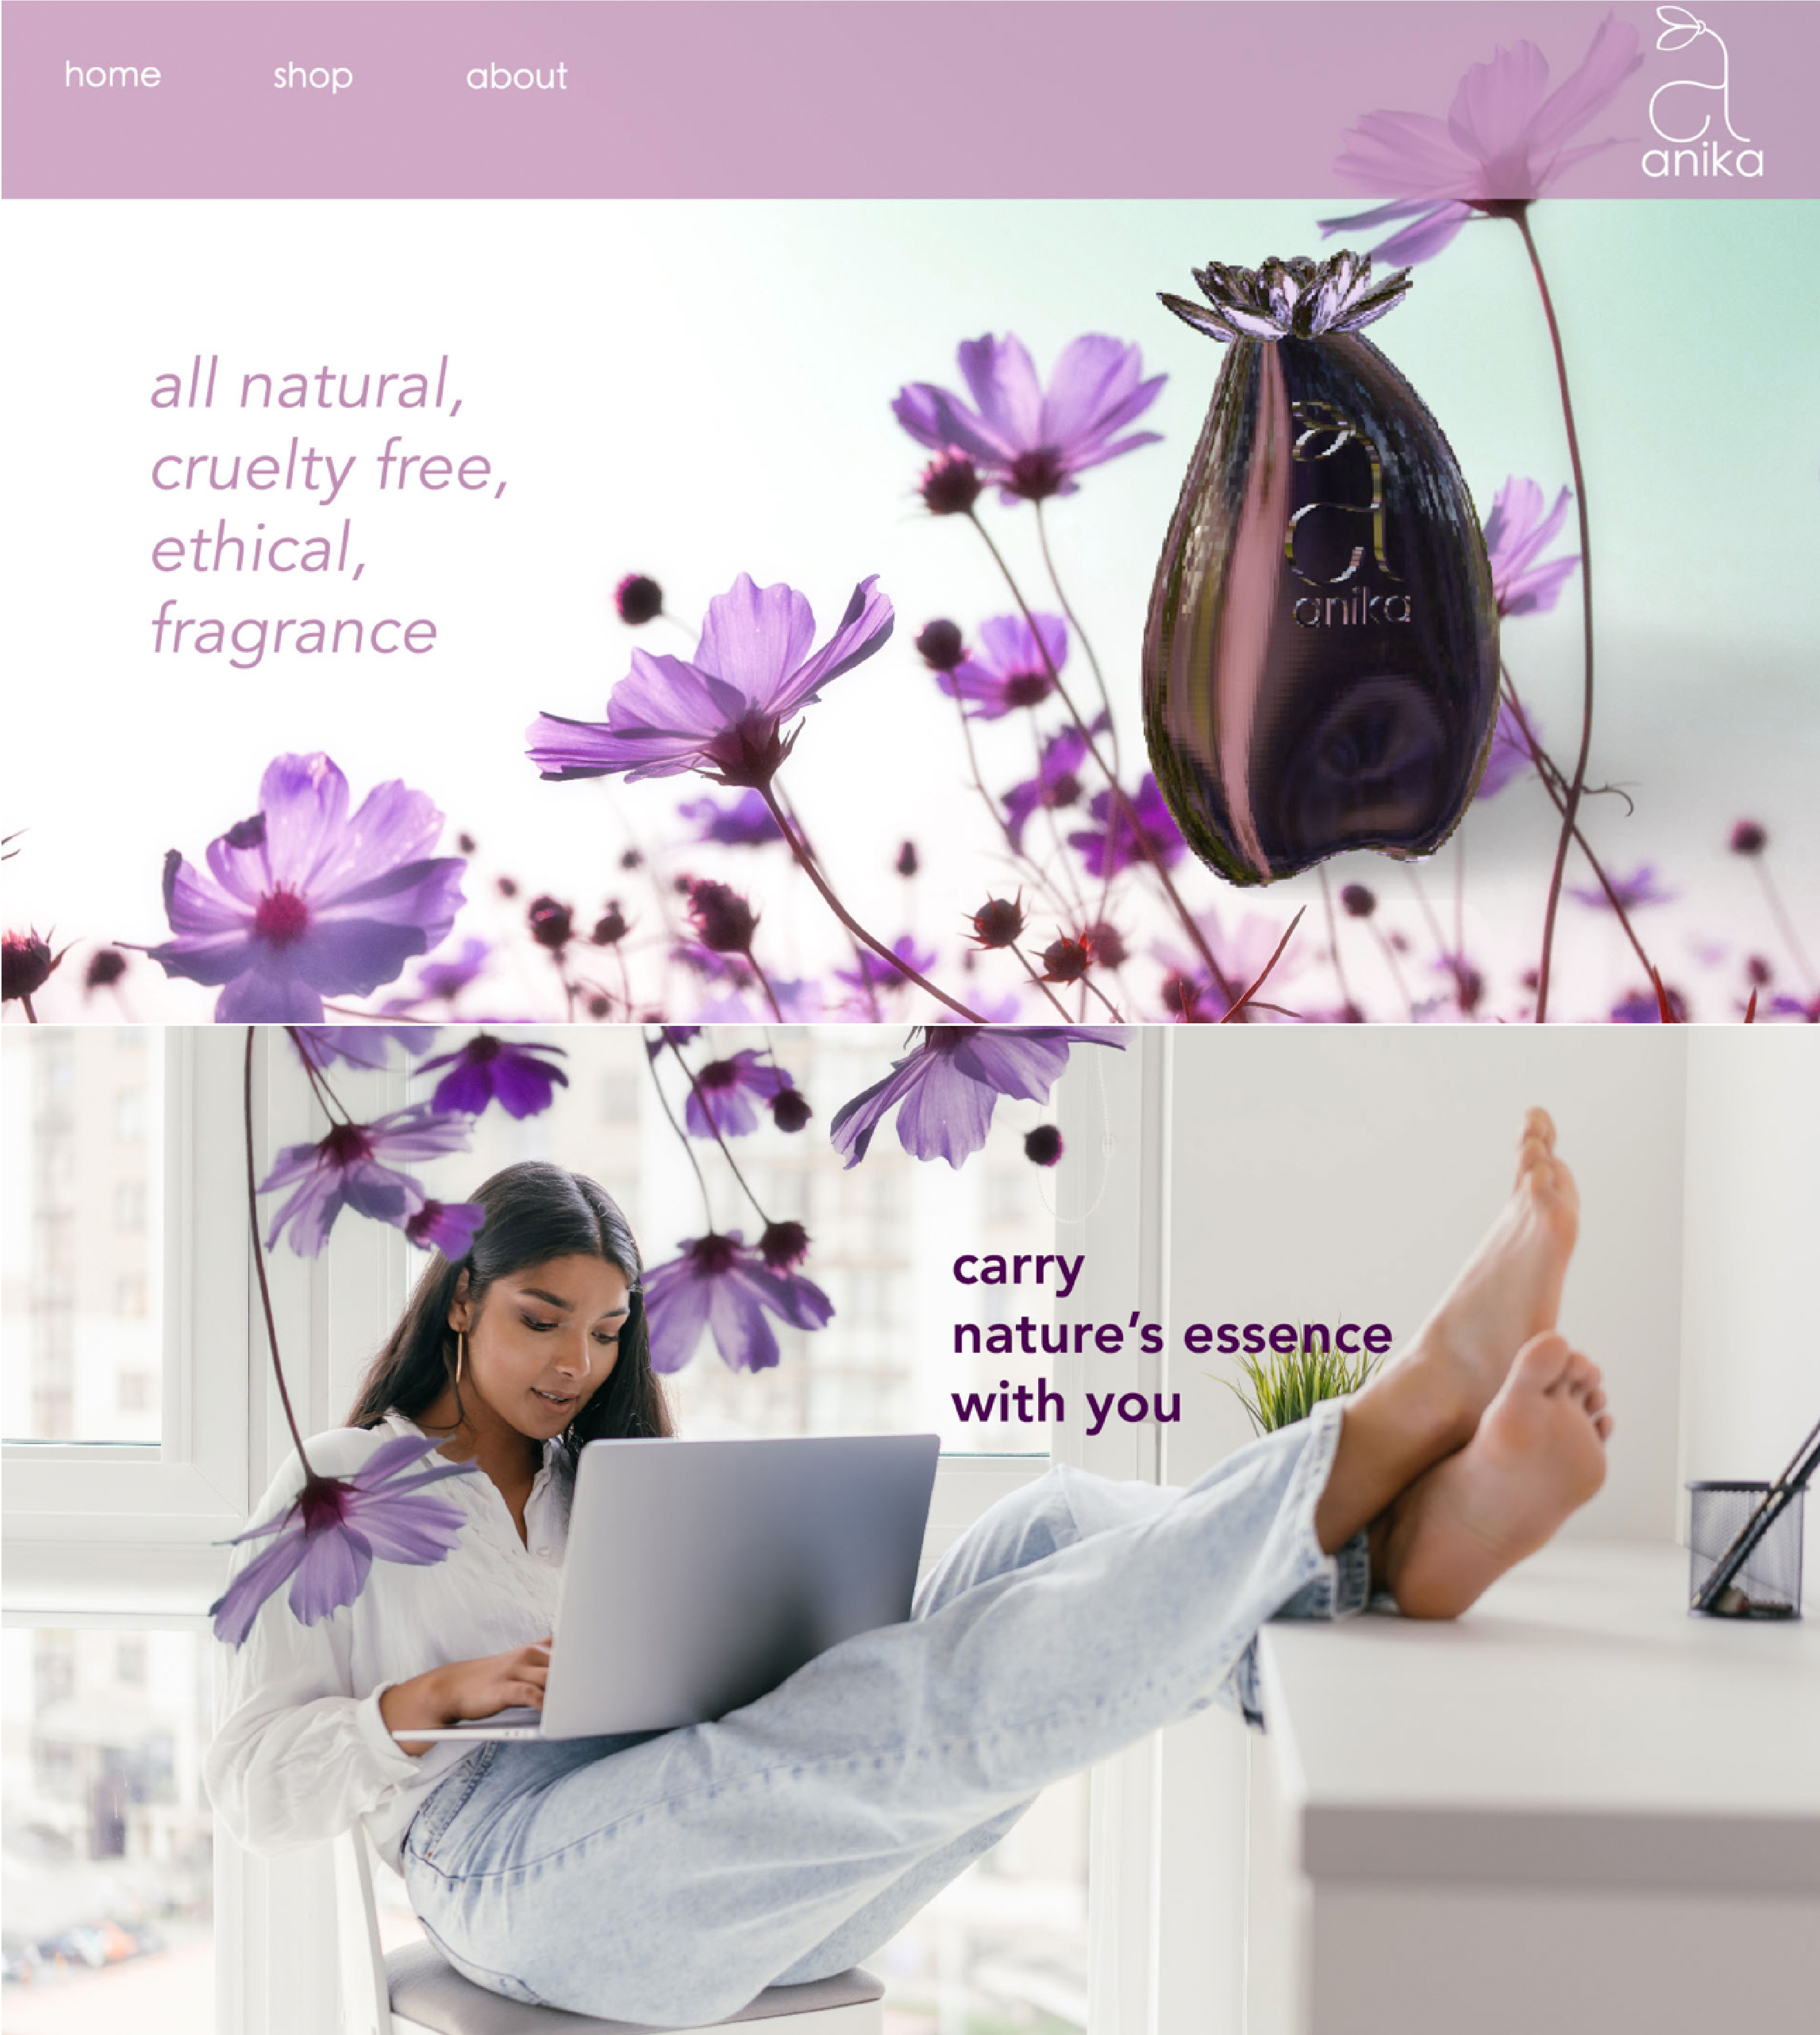 home
shop
about
anika
all natural,
cruelty free,
ethical,
fragrance
anika
carry
nature’s essence
with you